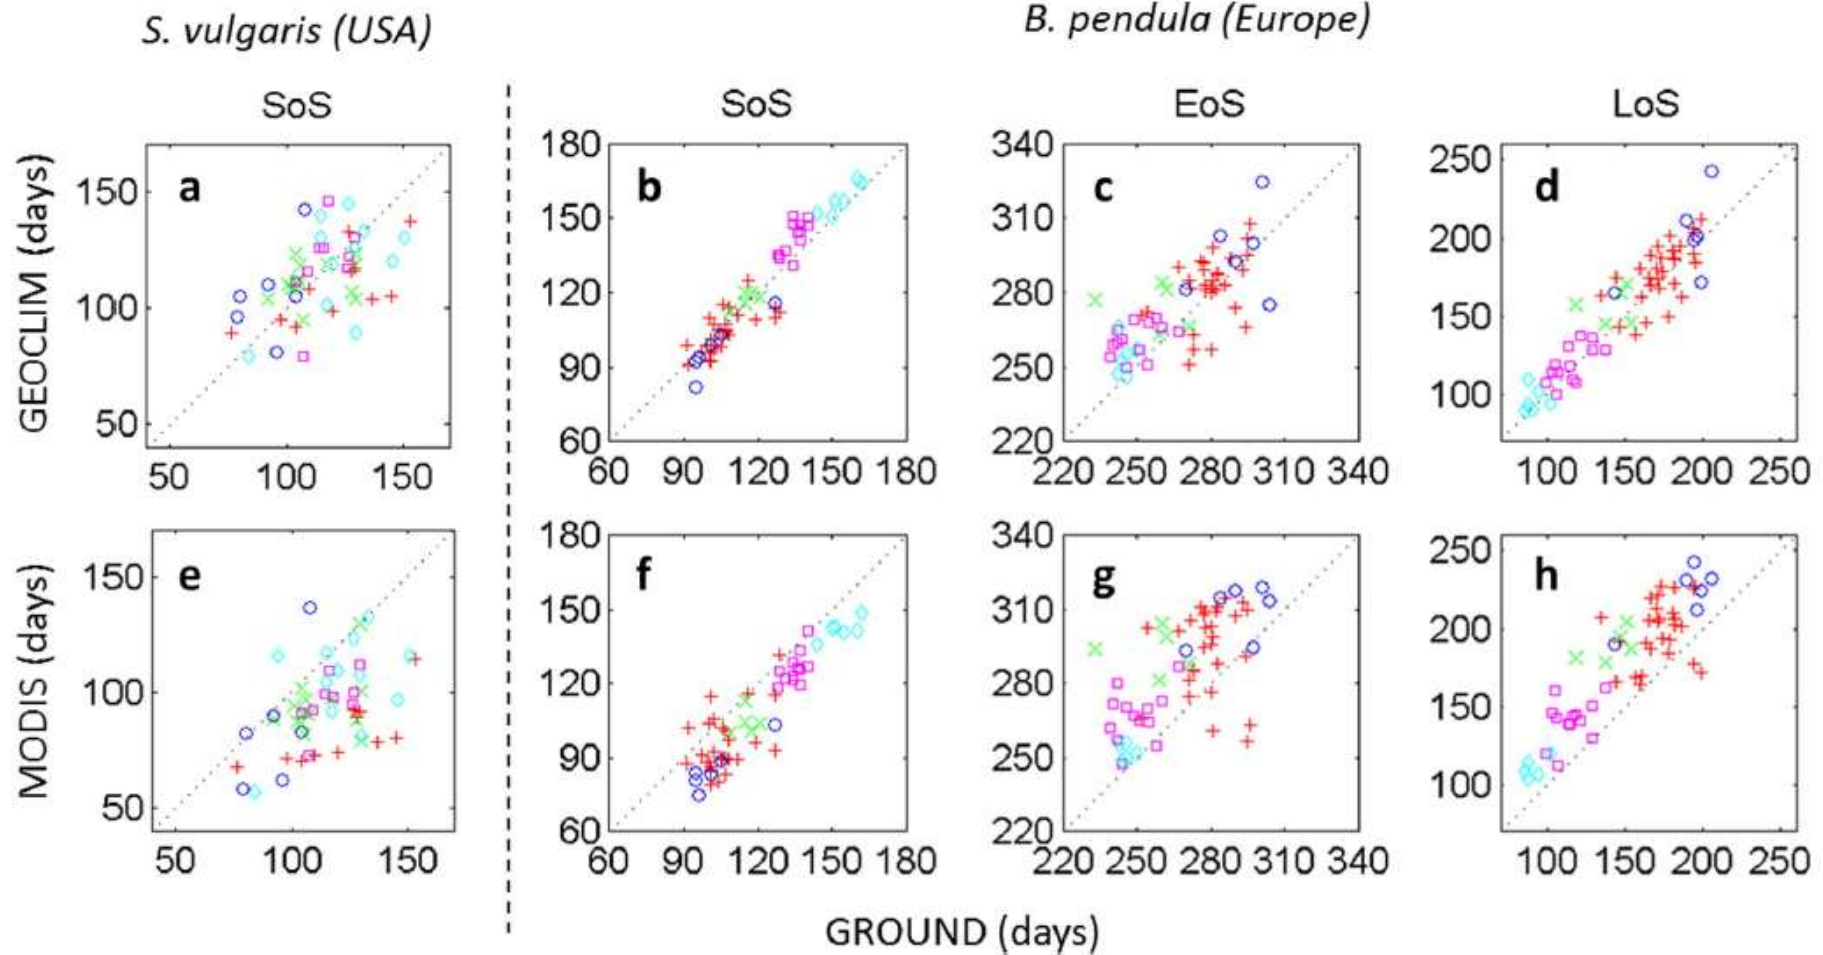 S. vulgaris (USA)
B. pendula (Europe)
SoS
SoS
EoS
LoS
GEOCLIM (days)
a
150
100
50
50 100 150
b
180
150
120
90
60
60 90 120 150 180
c
340
310
280
250
220
220 250 280 310 340
d
250
200
150
100
100 150 200 250
MODIS (days)
e
150
100
50
50 100 150
f
180
150
120
90
60
60 90 120 150 180
g
340
310
280
250
220
220 250 280 310 340
h
250
200
150
100
100 150 200 250
GROUND (days)